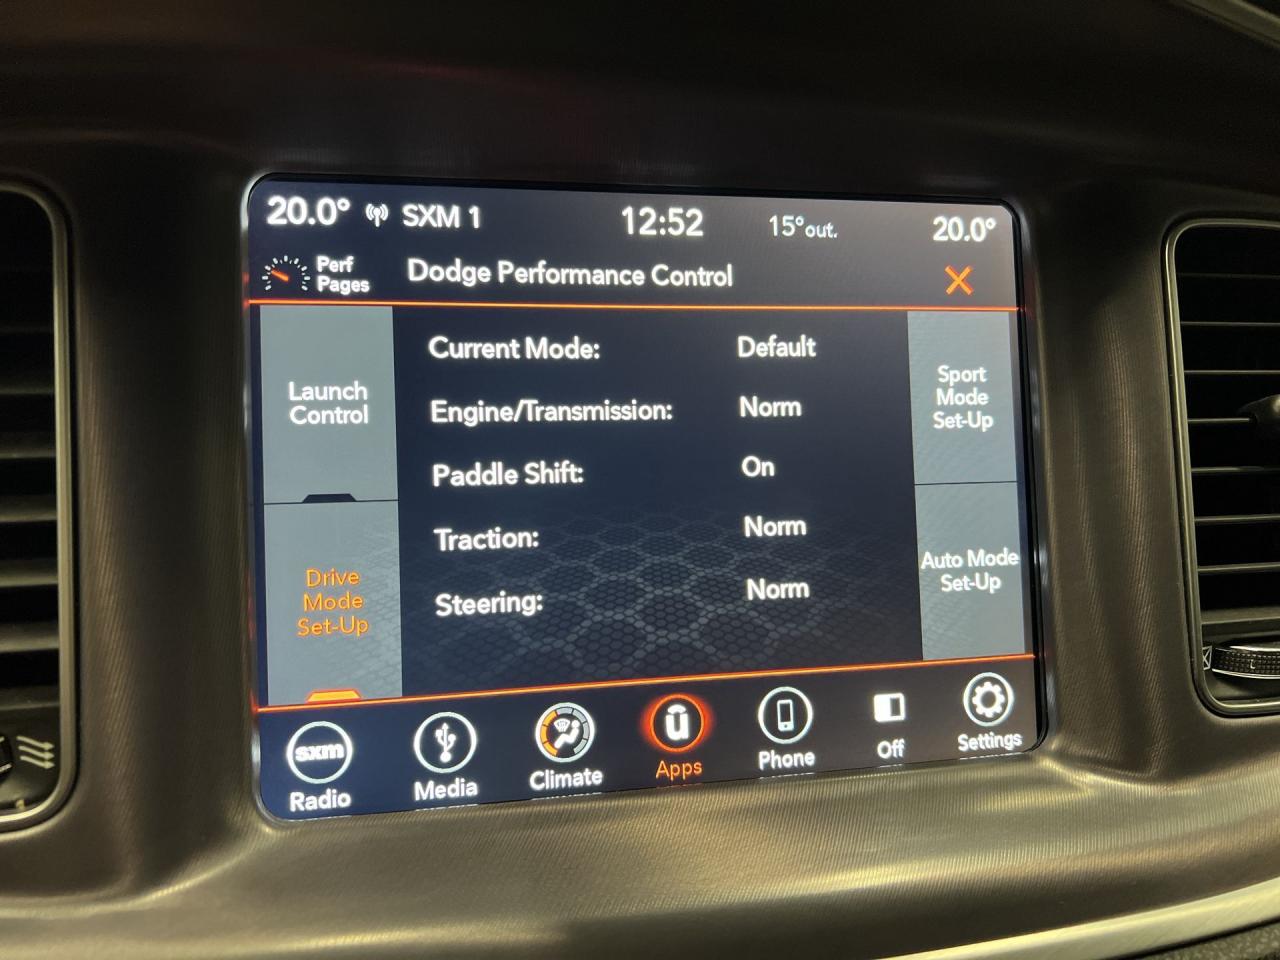 20.0° SXM 1 12:52 15°out. 20.0°
Perf
Pages
Dodge Performance Control
Launch
Control
Drive
Mode
Set-Up
Current Mode: Default
Engine/Transmission: Norm
Paddle Shift: On
Traction: Norm
Steering: Norm
Sport
Mode
Set-Up
Auto Mode
Set-Up
sxm
Radio
Media
Climate
Apps
Phone
Off
Settings